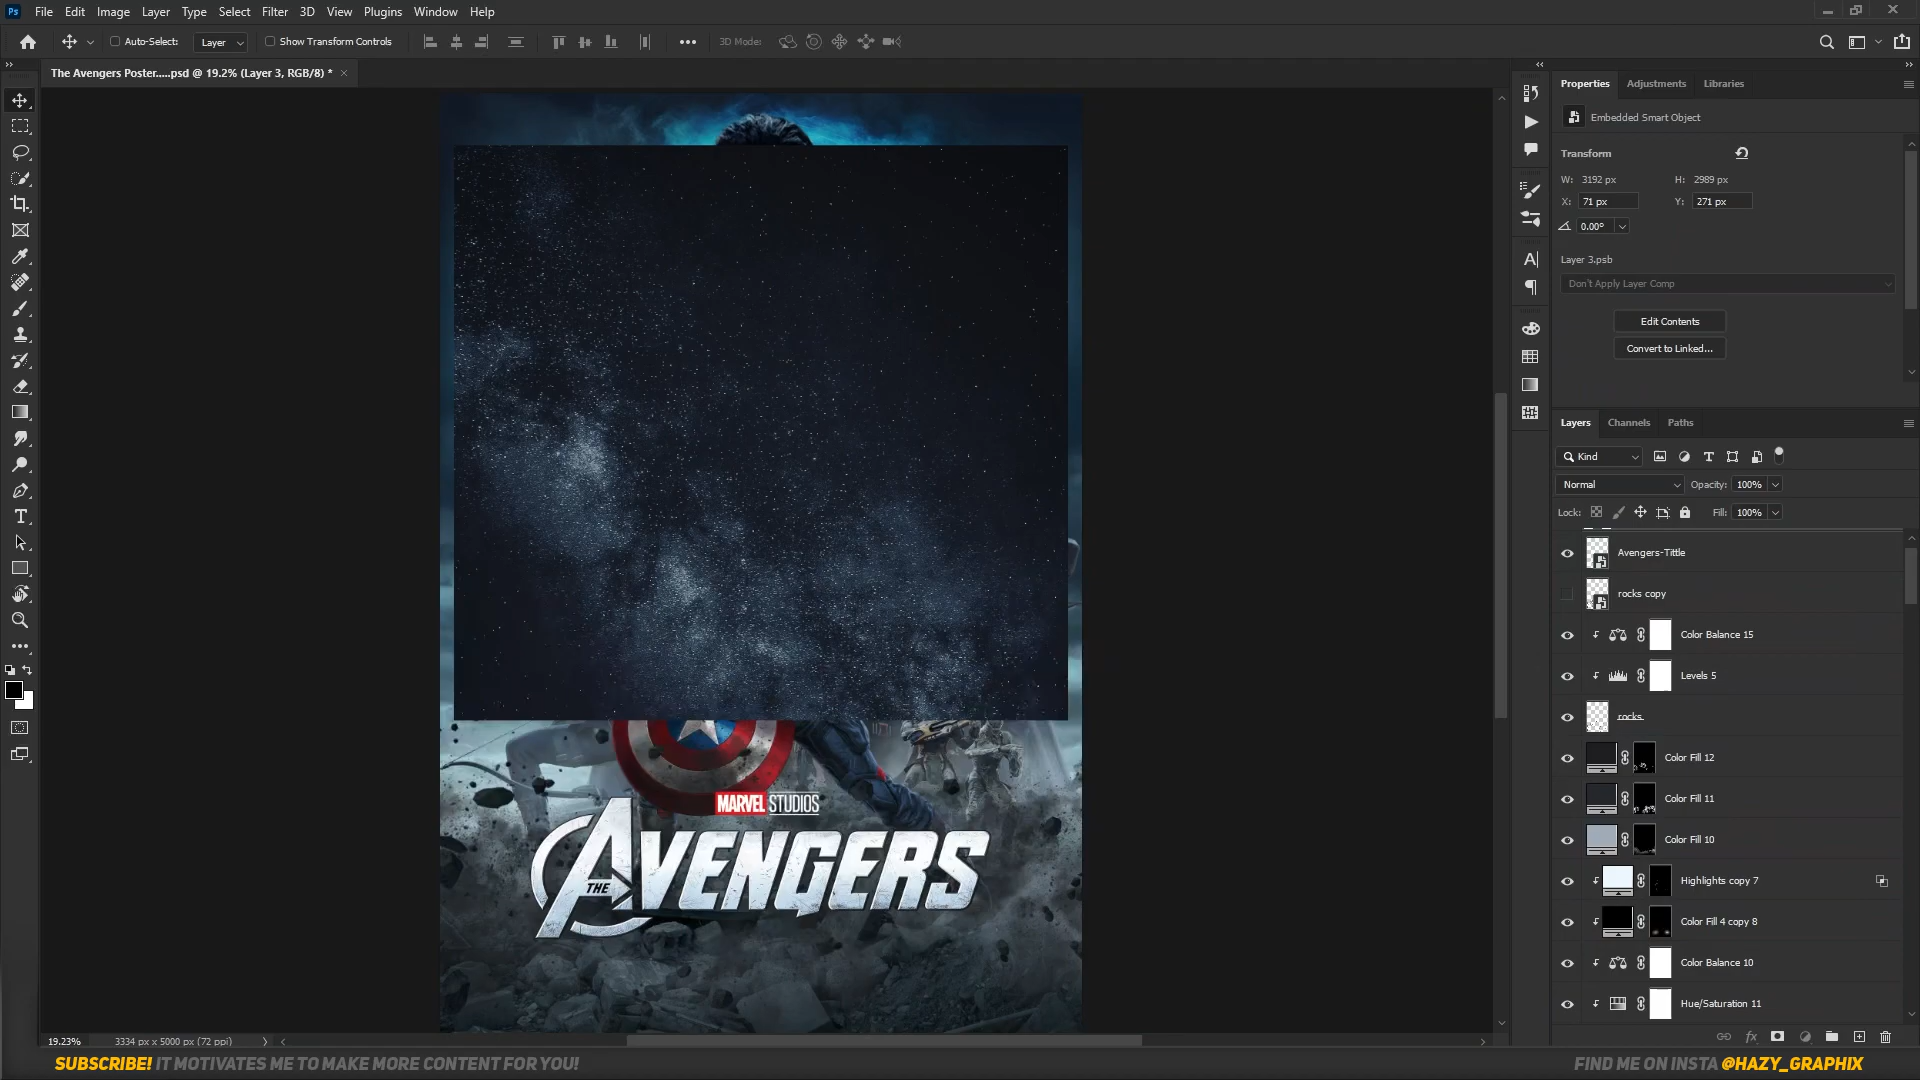 Ps File Edit Image Layer Type Select Filter 3D View Plugins Window Help
Auto-Select: Layer Show Transform Controls 3D Mode:
The Avengers Poster.....psd @ 19.2% (Layer 3, RGB/8) *
Properties Adjustments Libraries
Embedded Smart Object
Transform
W: 3192 px H: 2989 px
X: 71 px Y: 271 px
0.00°
Layer 3.psb
Don't Apply Layer Comp
Edit Contents
Convert to Linked...
Layers Channels Paths
Kind
Normal Opacity: 100%
Lock: Fill: 100%
Avengers-Tittle
rocks copy
Color Balance 15
Levels 5
rocks
Color Fill 12
Color Fill 11
Color Fill 10
Highlights copy 7
Color Fill 4 copy 8
Color Balance 10
Hue/Saturation 11
MARVEL STUDIOS
THE AVENGERS
19.23% 3334 px x 5000 px (72 ppi)
SUBSCRIBE! IT MOTIVATES ME TO MAKE MORE CONTENT FOR YOU!
FIND ME ON INSTA @HAZY_GRAPHIX